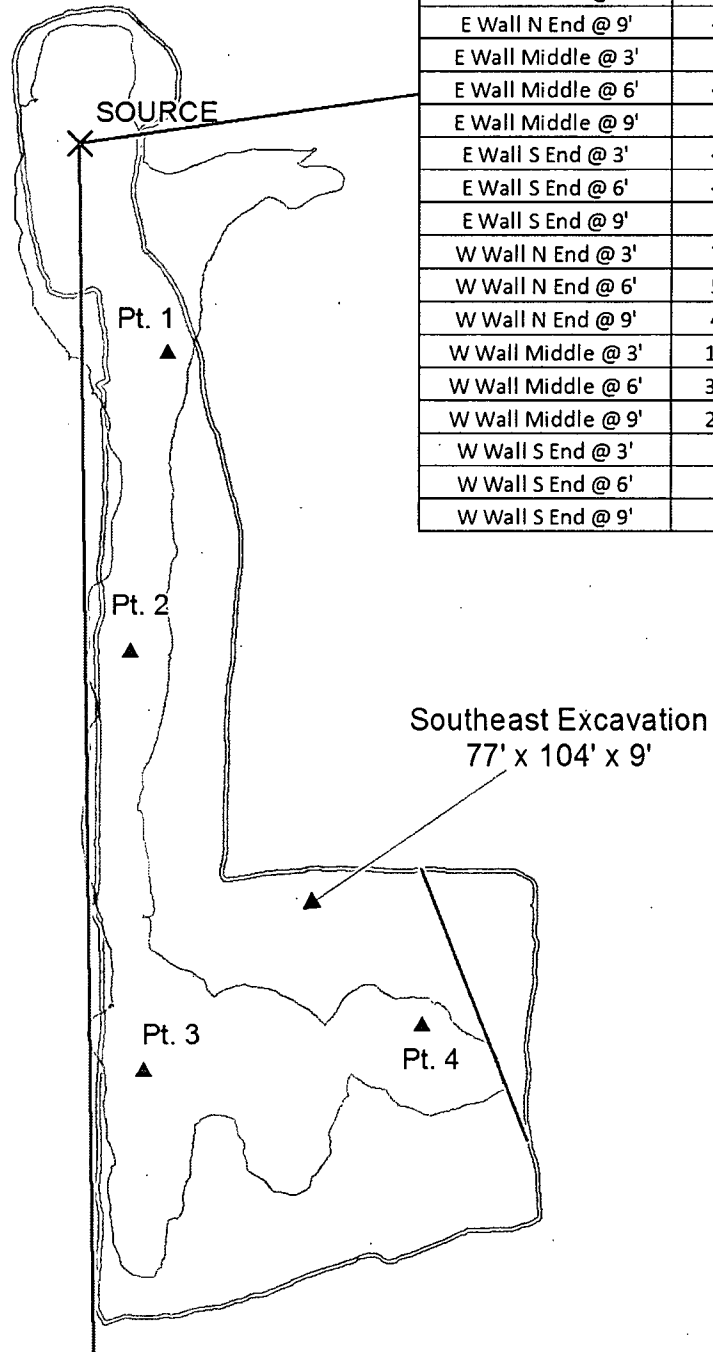 E Wall N End @ 9'
E Wall Middle @ 3'
E Wall Middle @ 6'
E Wall Middle @ 9'
E Wall S End @ 3'
E Wall S End @ 6'
E Wall S End @ 9'
W Wall N End @ 3'
W Wall N End @ 6'
W Wall N End @ 9'
W Wall Middle @ 3'
W Wall Middle @ 6'
W Wall Middle @ 9'
W Wall S End @ 3'
W Wall S End @ 6'
W Wall S End @ 9'
SOURCE
Pt. 1
Pt. 2
Southeast Excavation
77' x 104' x 9'
Pt. 3
Pt. 4